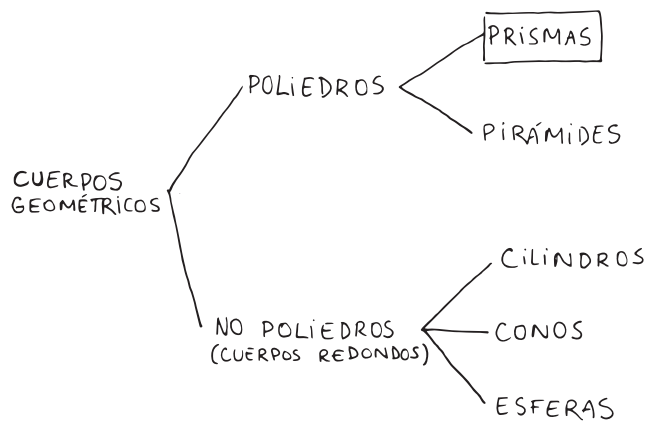 PRISMAS
POLIEDROS
PIRÁMIDES
CUERPOS
GEOMÉTRICOS
CILINDROS
NO POLIEDROS
(CUERPOS REDONDOS)
CONOS
ESFERAS